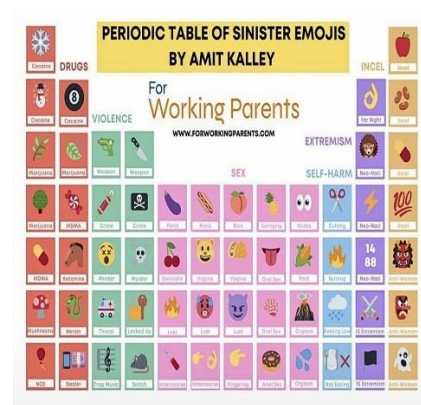 PERIODIC TABLE OF SINISTER EMOJIS
BY AMIT KALLEY
For
Working Parents
WWW.FORWORKINGPARENTS.COM
DRUGS
INCEL
VIOLENCE
EXTREMISM
SEX
SELF-HARM
Cocaine
Incel
Cocaine
8
Cocaine
Far Right
Incel
Marijuana
Marijuana
Weapon
Weapon
Neo-Nazi
Incel
Marijuana
MDMA
Crime
Crime
Penis
Penis
Bum
Swinging
Nudes
Cutting
Neo-Nazi
100
Incel
MDMA
Ketamine
Murder
Murder
Vagina
Vagina
Oral Sex
Porn
Burning
14
88
Neo-Nazi
Anti-Women
Mushrooms
Heroin
Threat
Locked Up
Lust
Lust
Lust
Oral Sex
Orgasm
Feeling Low
IS Extremism
Anti-Women
NO2
Dealer
Trap Music
Snitch
Intercourse
Intercourse
Fingering
Anal Sex
Orgasm
Not Eating
IS Extremism
Anti-Women